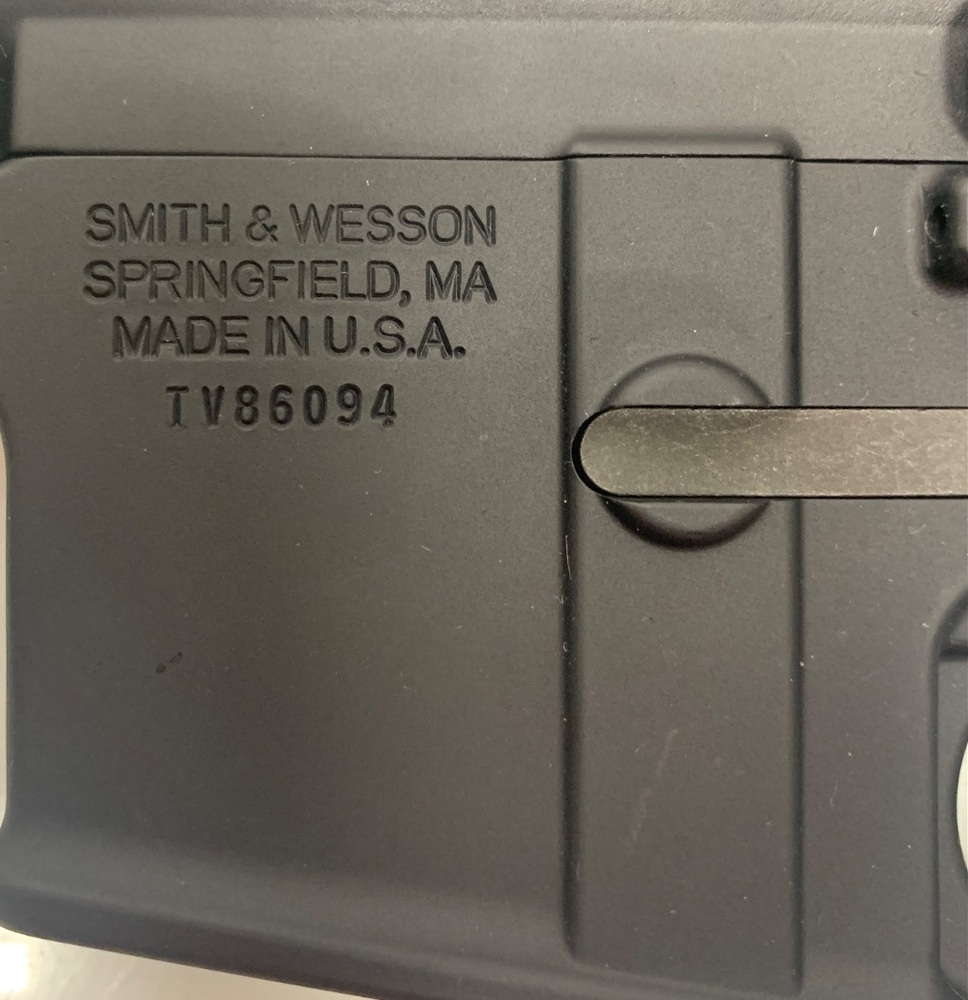 SMITH & WESSON
SPRINGFIELD, MA
MADE IN U.S.A.
TV86094